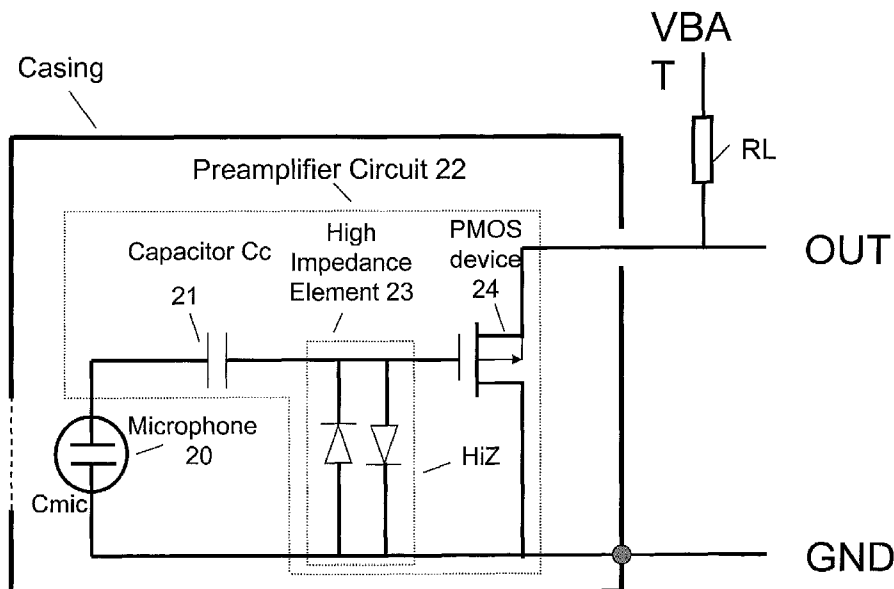 VBA
T
Casing
RL
Preamplifier Circuit 22
Capacitor Cc
21
High
Impedance
Element 23
PMOS
device
24
OUT
Microphone
20
HiZ
Cmic
GND